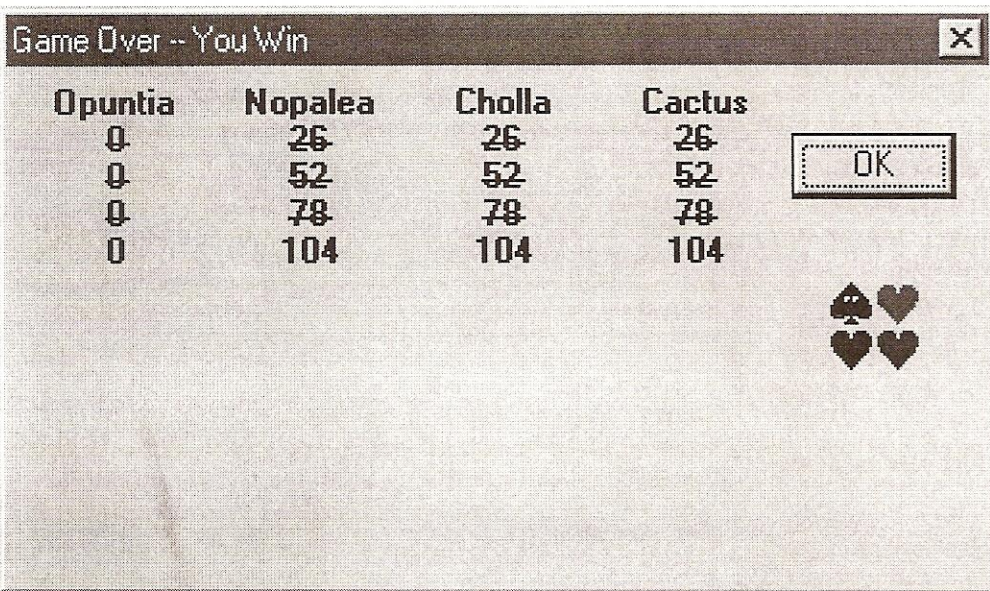 Game Over -- You Win
Opuntia Nopalea Cholla Cactus
0 26 26 26
0 52 52 52
0 78 78 78
0 104 104 104
OK